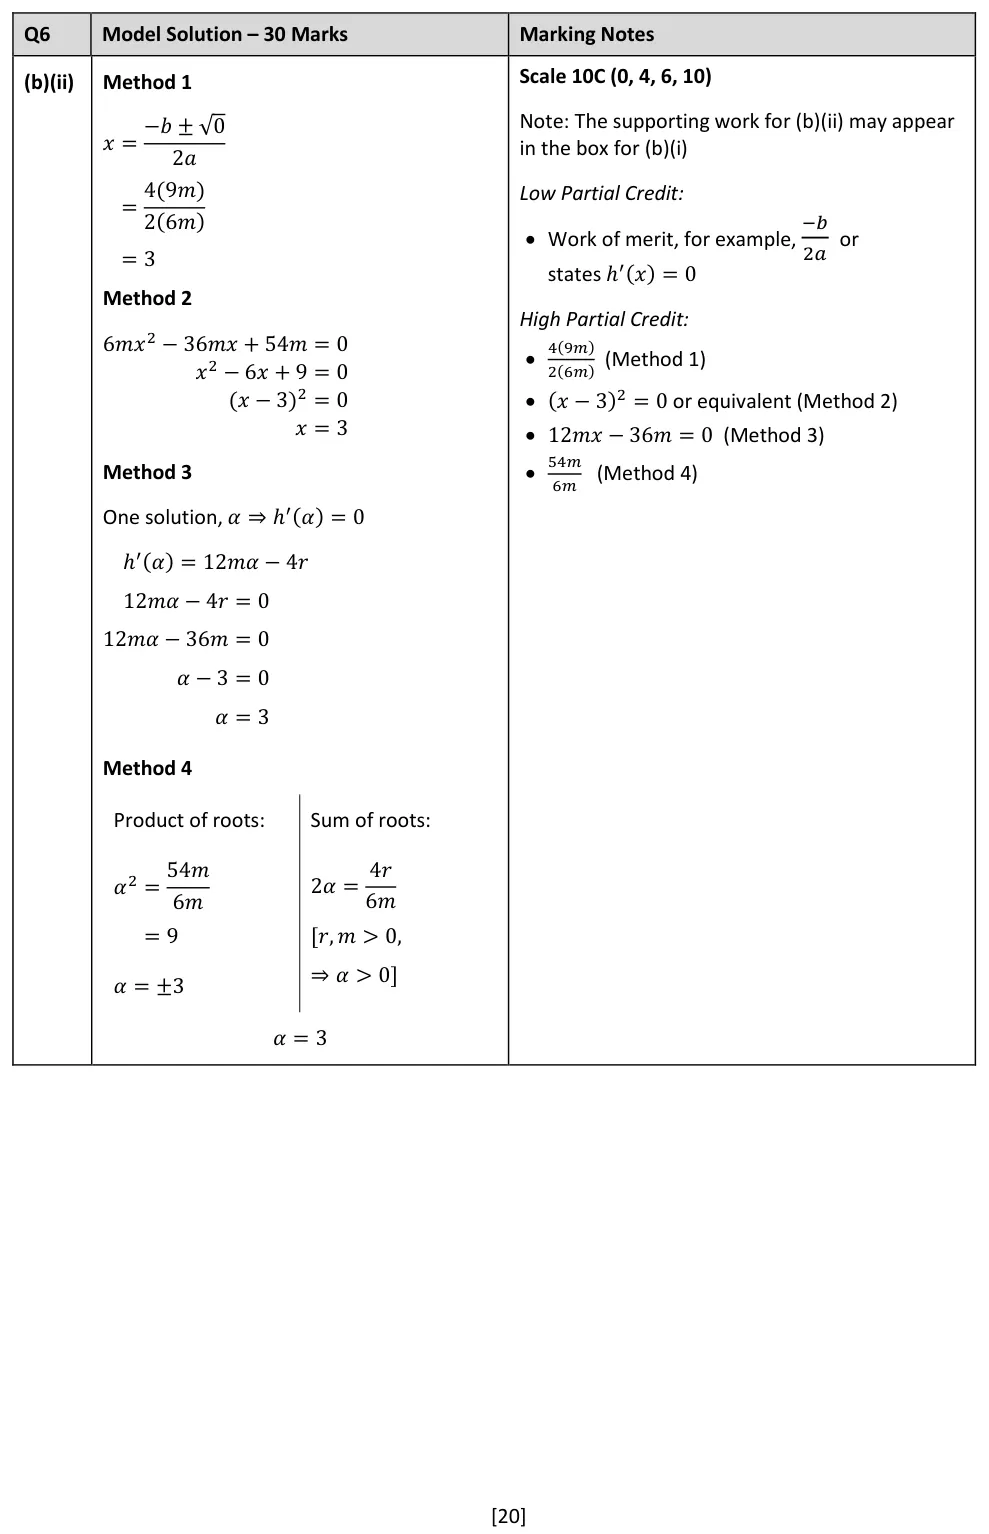 Q6 Model Solution – 30 Marks Marking Notes
(b)(ii)
Method 1
x = (−b ± √0)/(2a)
= 4(9m)/2(6m)
= 3
Method 2
6mx² − 36mx + 54m = 0
x² − 6x + 9 = 0
(x − 3)² = 0
x = 3
Method 3
One solution, α ⇒ h′(α) = 0
h′(α) = 12mα − 4r
12mα − 4r = 0
12mα − 36m = 0
α − 3 = 0
α = 3
Method 4
Product of roots:
α² = 54m/6m
= 9
α = ±3
Sum of roots:
2α = 4r/6m
[r, m > 0,
⇒ α > 0]
α = 3
Scale 10C (0, 4, 6, 10)
Note: The supporting work for (b)(ii) may appear
in the box for (b)(i)
Low Partial Credit:
• Work of merit, for example, −b/2a or
states h′(x) = 0
High Partial Credit:
• 4(9m)/2(6m) (Method 1)
• (x − 3)² = 0 or equivalent (Method 2)
• 12mx − 36m = 0 (Method 3)
• 54m/6m (Method 4)
[20]